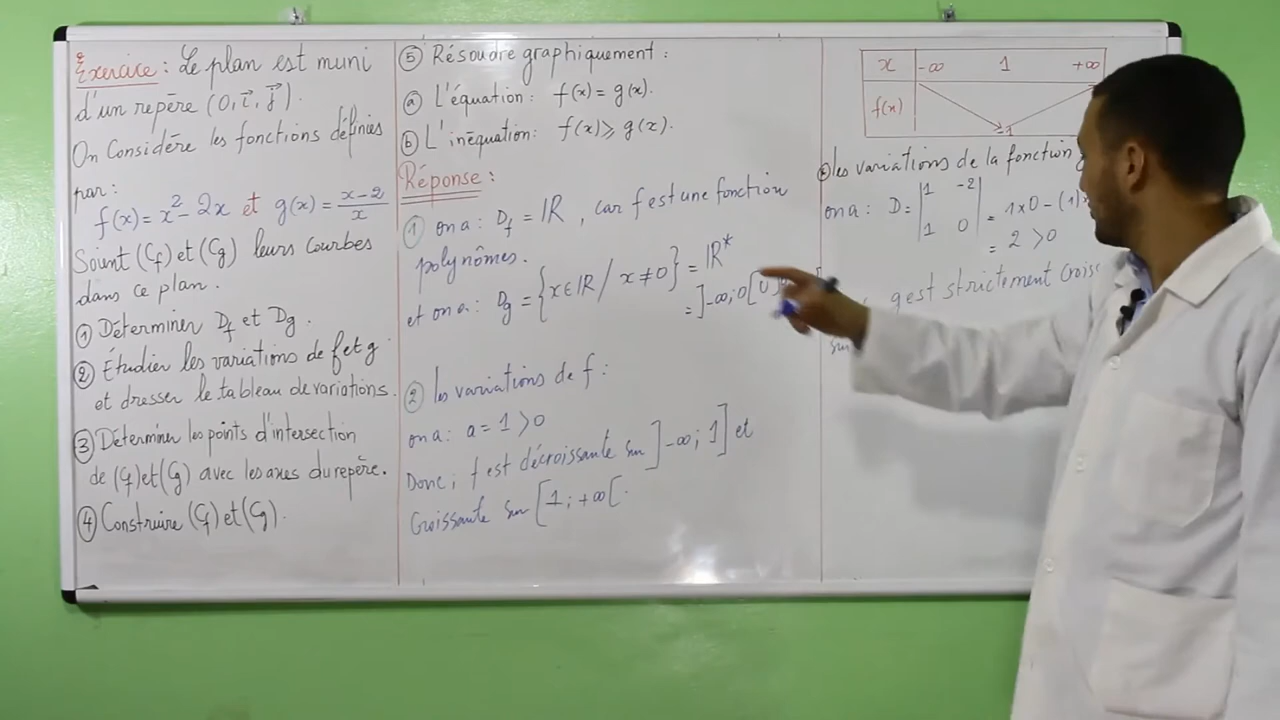 Exercice : Le plan est muni
d'un repère (O, i⃗, j⃗).
On Considère les fonctions définies
par :
f(x) = x² - 2x et g(x) = x-2/x
Soient (Cf) et (Cg) leurs courbes
dans ce plan.
① Déterminer Df et Dg.
② Étudier les variations de f et g
et dresser le tableau de variations.
③ Déterminer les points d'intersection
de (Cf) et (Cg) avec les axes du repère.
④ Construire (Cf) et (Cg).
⑤ Résoudre graphiquement :
ⓐ L'équation : f(x) = g(x).
ⓑ L'inéquation : f(x) ⩾ g(x).
Réponse :
① on a : Df = IR, car f est une fonction
polynômes.
et on a : Dg = {x ∈ IR / x ≠ 0} = IR*
= ]-∞; 0[ U ]
② les variations de f :
on a : a = 1 > 0
Donc ; f est décroissante sur ]-∞ ; 1] et
Croissante sur [1 ; +∞[.
x -∞ 1 +∞
f(x) -1
les variations de la fonction
on a : D = |1 -2|
|1 0| = 1×0 - (1)×
= 2 > 0
g est strictement Croiss
sur